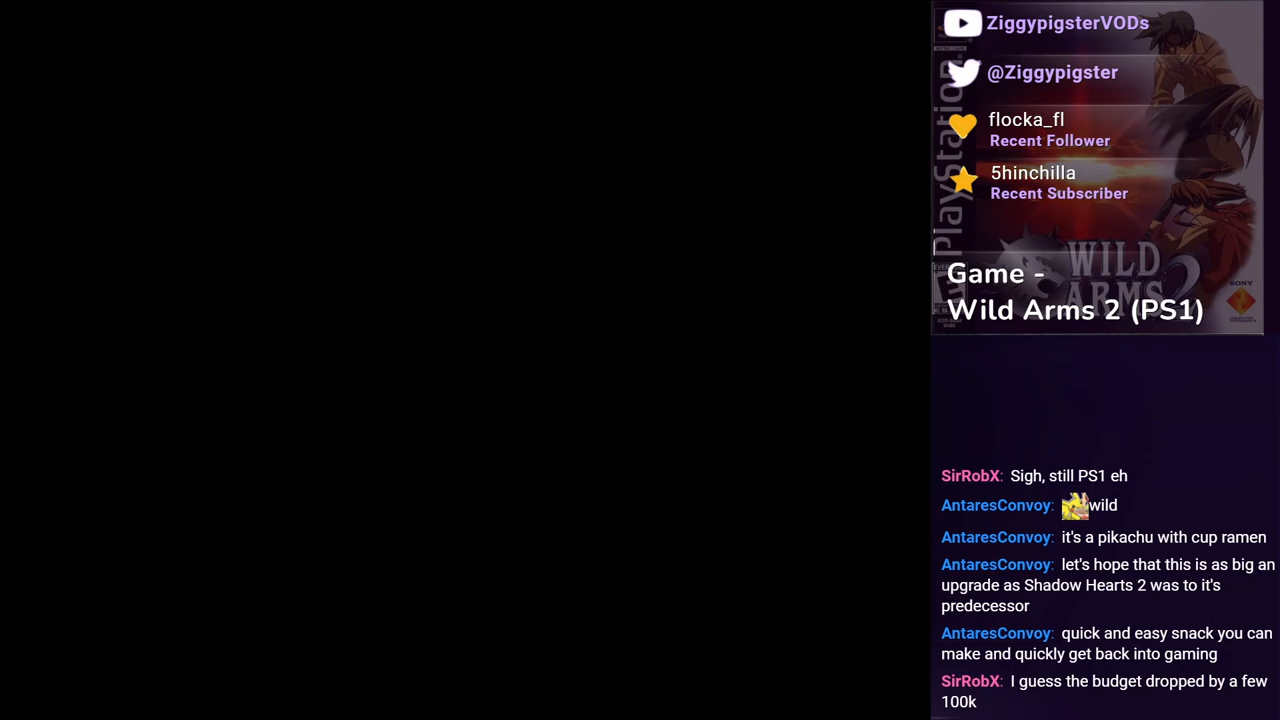 ZiggypigsterVODs
@Ziggypigster
flocka_fl
Recent Follower
5hinchilla
Recent Subscriber
PlayStation
WILD
ARMS 2
SONY
Game -
Wild Arms 2 (PS1)
SirRobX: Sigh, still PS1 eh
AntaresConvoy: wild
AntaresConvoy: it's a pikachu with cup ramen
AntaresConvoy: let's hope that this is as big an
upgrade as Shadow Hearts 2 was to it's
predecessor
AntaresConvoy: quick and easy snack you can
make and quickly get back into gaming
SirRobX: I guess the budget dropped by a few
100k